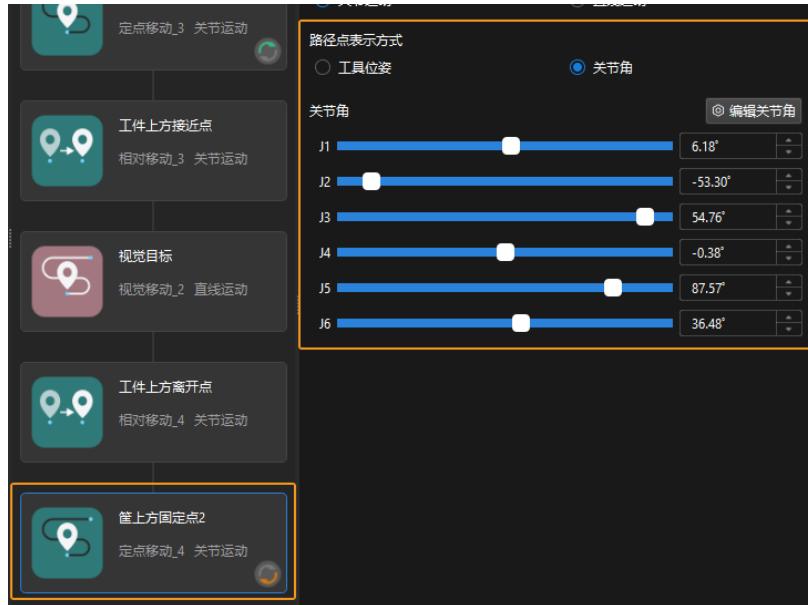 定点移动_3 关节运动
工件上方接近点
相对移动_3 关节运动
视觉目标
视觉移动_2 直线运动
工件上方离开点
相对移动_4 关节运动
筐上方固定点2
定点移动_4 关节运动
路径点表示方式
工具位姿 关节角
关节角 编辑关节角
J1 6.18°
J2 -53.30°
J3 54.76°
J4 -0.38°
J5 87.57°
J6 36.48°